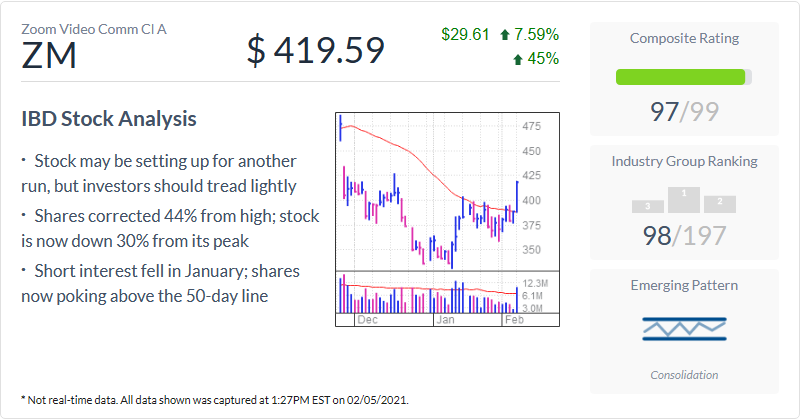 Zoom Video Comm Cl A
ZM
$ 419.59
$29.61 7.59%
45%
IBD Stock Analysis
• Stock may be setting up for another
run, but investors should tread lightly
• Shares corrected 44% from high; stock
is now down 30% from its peak
• Short interest fell in January; shares
now poking above the 50-day line
475
450
425
400
375
350
12.3M
6.1M
3.0M
Dec Jan Feb
Composite Rating
97/99
Industry Group Ranking
3 1 2
98/197
Emerging Pattern
Consolidation
* Not real-time data. All data shown was captured at 1:27PM EST on 02/05/2021.